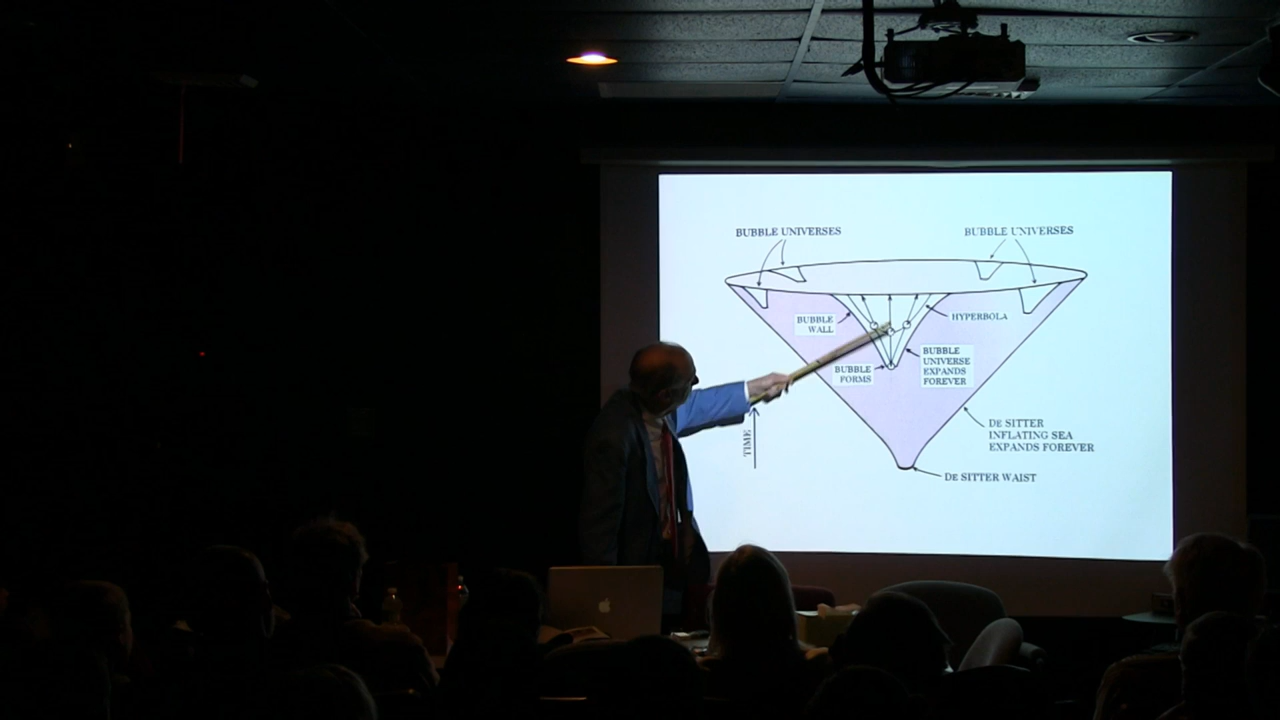 BUBBLE UNIVERSES
BUBBLE UNIVERSES
BUBBLE
WALL
HYPERBOLA
BUBBLE
FORMS
BUBBLE
UNIVERSE
EXPANDS
FOREVER
TIME
DE SITTER
INFLATING SEA
EXPANDS FOREVER
DE SITTER WAIST